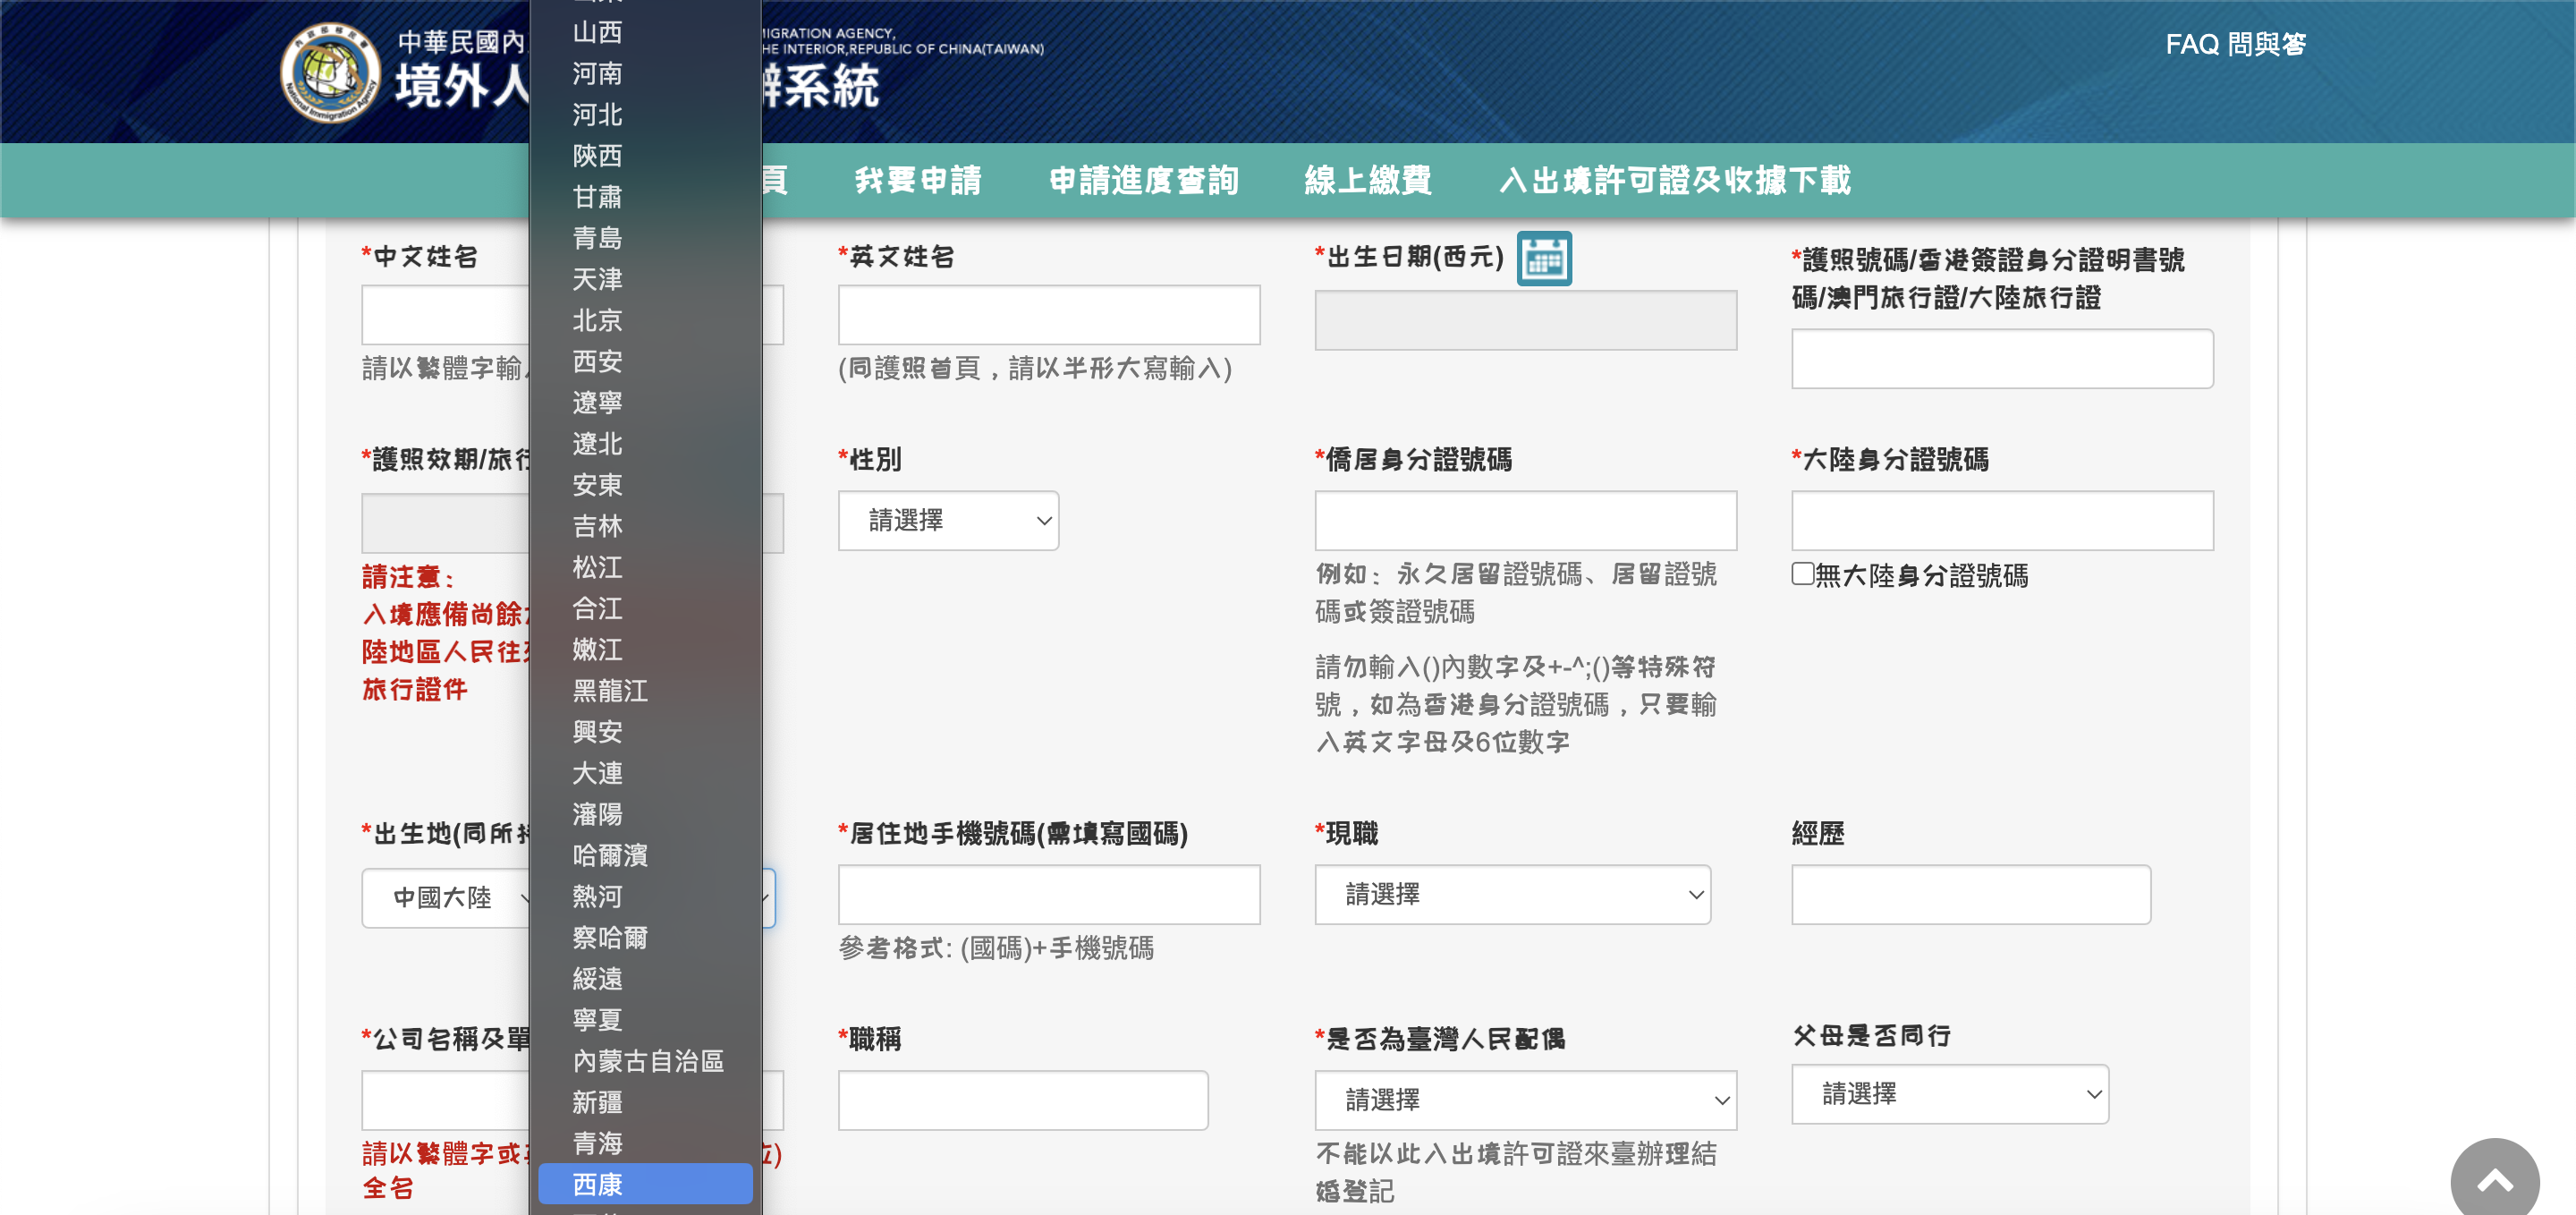 中華民國內
MIGRATION AGENCY,
HE INTERIOR,REPUBLIC OF CHINA(TAIWAN)
境外人
辦系統
FAQ 問與答
頁
我要申請
申請進度查詢
線上繳費
入出境許可證及收據下載
山西
河南
河北
陝西
甘肅
青島
天津
北京
西安
遼寧
遼北
安東
吉林
松江
合江
嫩江
黑龍江
興安
大連
瀋陽
哈爾濱
熱河
察哈爾
綏遠
寧夏
內蒙古自治區
新疆
青海
西康
*中文姓名
請以繁體字輸入
*英文姓名
(同護照首頁，請以半形大寫輸入)
*出生日期(西元)
*護照號碼/香港簽證身分證明書號
碼/澳門旅行證/大陸旅行證
*護照效期/旅行
請注意：
入境應備尚餘
陸地區人民往
旅行證件
*性別
請選擇
*僑居身分證號碼
例如：永久居留證號碼、居留證號
碼或簽證號碼
請勿輸入()內數字及+-^;()等特殊符
號，如為香港身分證號碼，只要輸
入英文字母及6位數字
*大陸身分證號碼
無大陸身分證號碼
*出生地(同所
中國大陸
*居住地手機號碼(需填寫國碼)
參考格式: (國碼)+手機號碼
*現職
請選擇
經歷
*公司名稱及單
請以繁體字或
位)
全名
*職稱
*是否為臺灣人民配偶
請選擇
不能以此入出境許可證來臺辦理結
婚登記
父母是否同行
請選擇